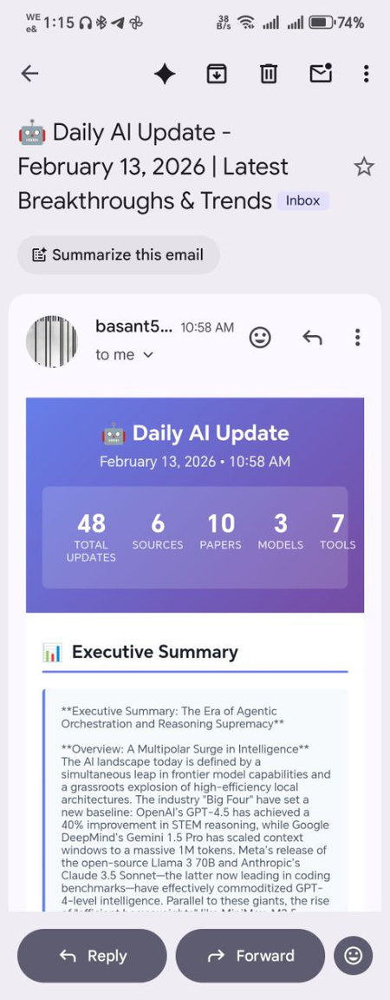 WE
e&
1:15
38
B/s
74%
🤖 Daily AI Update -
February 13, 2026 | Latest
Breakthroughs & Trends Inbox
Summarize this email
basant5... 10:58 AM
to me
🤖 Daily AI Update
February 13, 2026 • 10:58 AM
48 6 10 3 7
TOTAL UPDATES SOURCES PAPERS MODELS TOOLS
📊 Executive Summary
**Executive Summary: The Era of Agentic
Orchestration and Reasoning Supremacy**
**Overview: A Multipolar Surge in Intelligence**
The AI landscape today is defined by a
simultaneous leap in frontier model capabilities and
a grassroots explosion of high-efficiency local
architectures. The industry "Big Four" have set a
new baseline: OpenAI's GPT-4.5 has achieved a
40% improvement in STEM reasoning, while Google
DeepMind's Gemini 1.5 Pro has scaled context
windows to a massive 1M tokens. Meta's release of
the open-source Llama 3 70B and Anthropic's
Claude 3.5 Sonnet—the latter now leading in coding
benchmarks—have effectively commoditized GPT-
4-level intelligence. Parallel to these giants, the rise
Reply
Forward